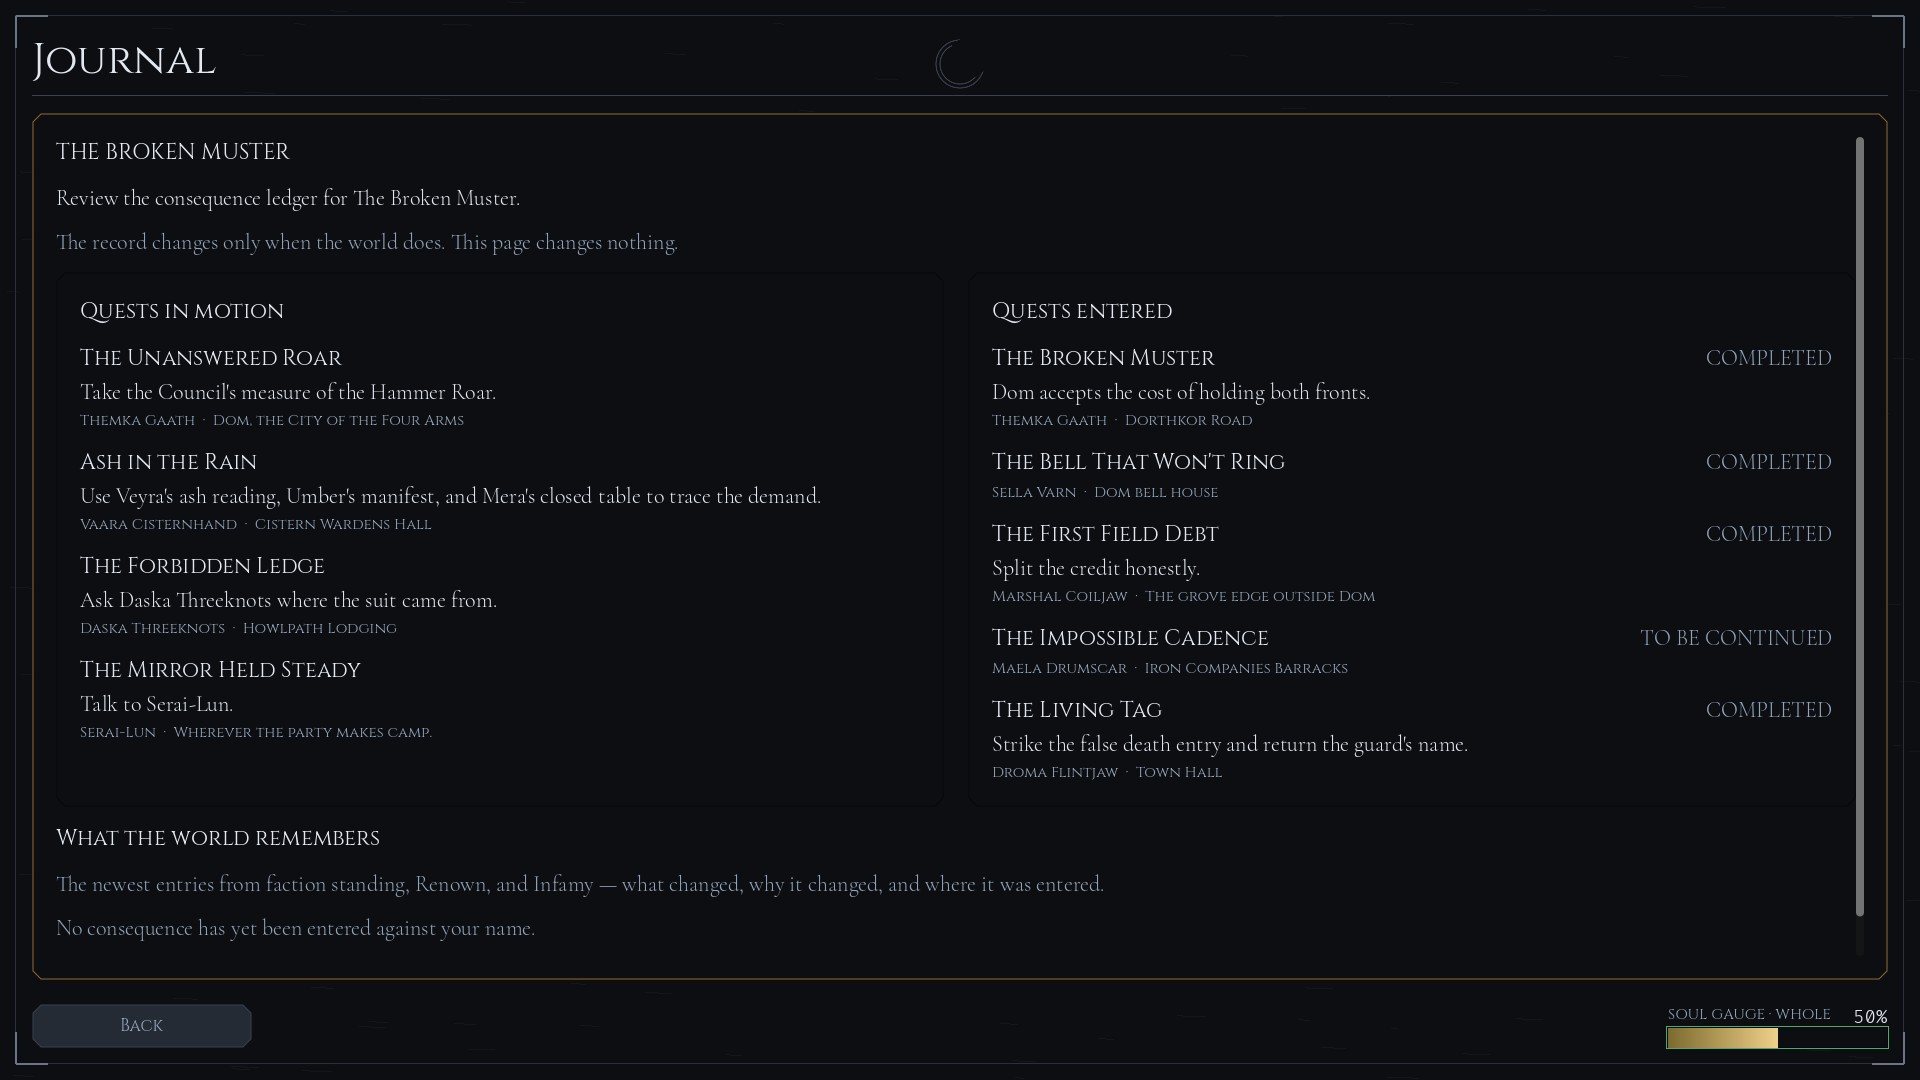 Journal
THE BROKEN MUSTER
Review the consequence ledger for The Broken Muster.
The record changes only when the world does. This page changes nothing.
Quests in motion
The Unanswered Roar
Take the Council's measure of the Hammer Roar.
Themka Gaath · Dom, the City of the Four Arms
Ash in the Rain
Use Veyra's ash reading, Umber's manifest, and Mera's closed table to trace the demand.
Vaara Cisternhand · Cistern Wardens Hall
The Forbidden Ledge
Ask Daska Threeknots where the suit came from.
Daska Threeknots · Howlpath Lodging
The Mirror Held Steady
Talk to Serai-Lun.
Serai-Lun · Wherever the party makes camp.
Quests entered
The Broken Muster COMPLETED
Dom accepts the cost of holding both fronts.
Themka Gaath · Dorthkor Road
The Bell That Won't Ring COMPLETED
Sella Varn · Dom bell house
The First Field Debt COMPLETED
Split the credit honestly.
Marshal Coiljaw · The grove edge outside Dom
The Impossible Cadence TO BE CONTINUED
Maela Drumscar · Iron Companies Barracks
The Living Tag COMPLETED
Strike the false death entry and return the guard's name.
Droma Flintjaw · Town Hall
What the world remembers
The newest entries from faction standing, Renown, and Infamy — what changed, why it changed, and where it was entered.
No consequence has yet been entered against your name.
Back
SOUL GAUGE · WHOLE 50%